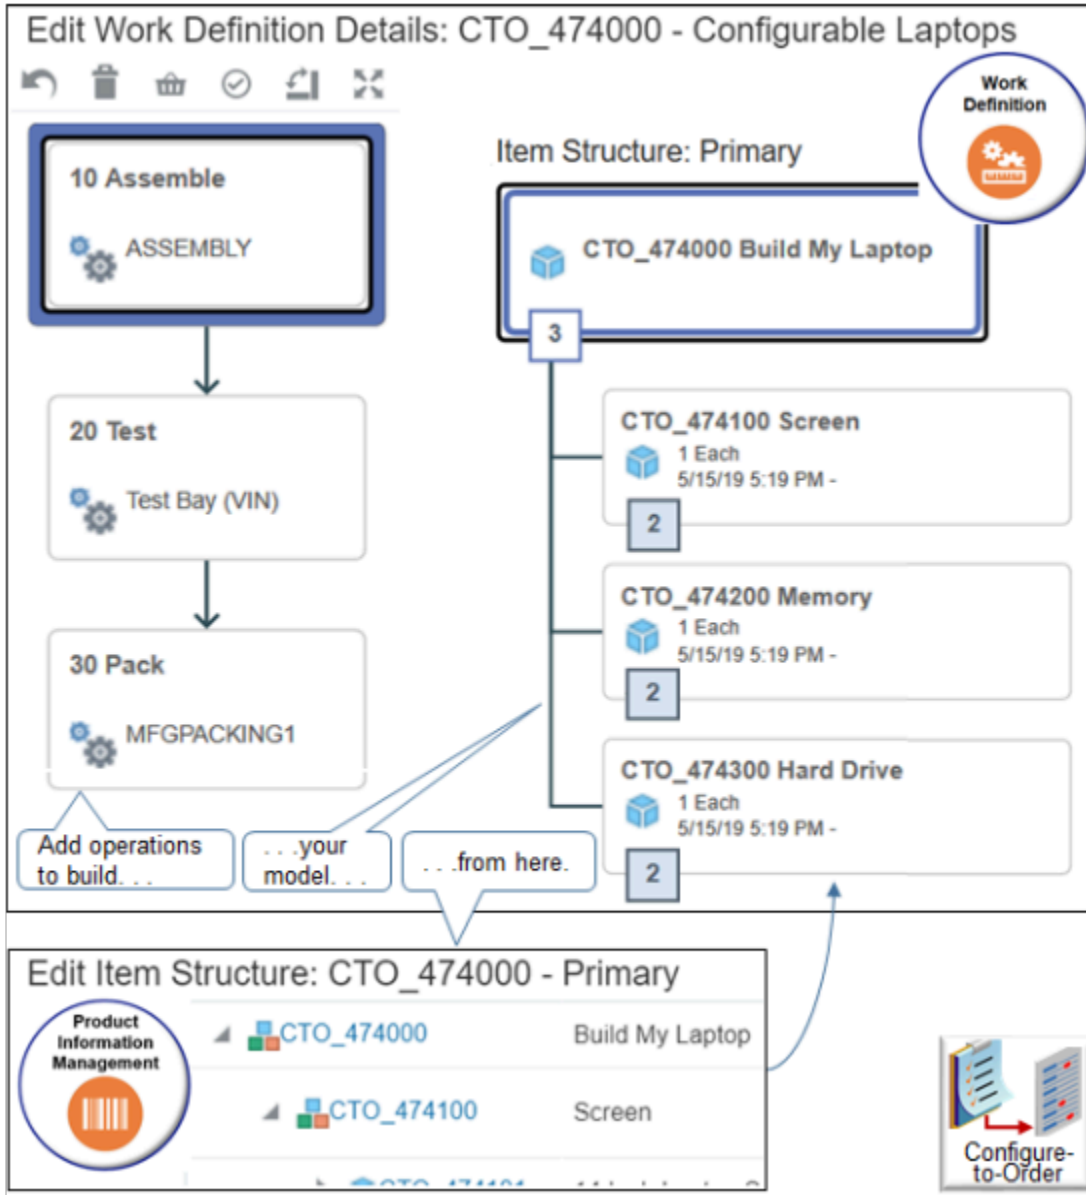 Edit Work Definition Details: CTO_474000 - Configurable Laptops
Work
Definition
10 Assemble
ASSEMBLY
20 Test
Test Bay (VIN)
30 Pack
MFGPACKING1
Item Structure: Primary
CTO_474000 Build My Laptop
3
CTO_474100 Screen
1 Each
5/15/19 5:19 PM -
2
CTO_474200 Memory
1 Each
5/15/19 5:19 PM -
2
CTO_474300 Hard Drive
1 Each
5/15/19 5:19 PM -
2
Add operations
to build. . .
. . .your
model. . .
. . .from here.
Edit Item Structure: CTO_474000 - Primary
Product
Information
Management
CTO_474000 Build My Laptop
CTO_474100 Screen
Configure-
to-Order